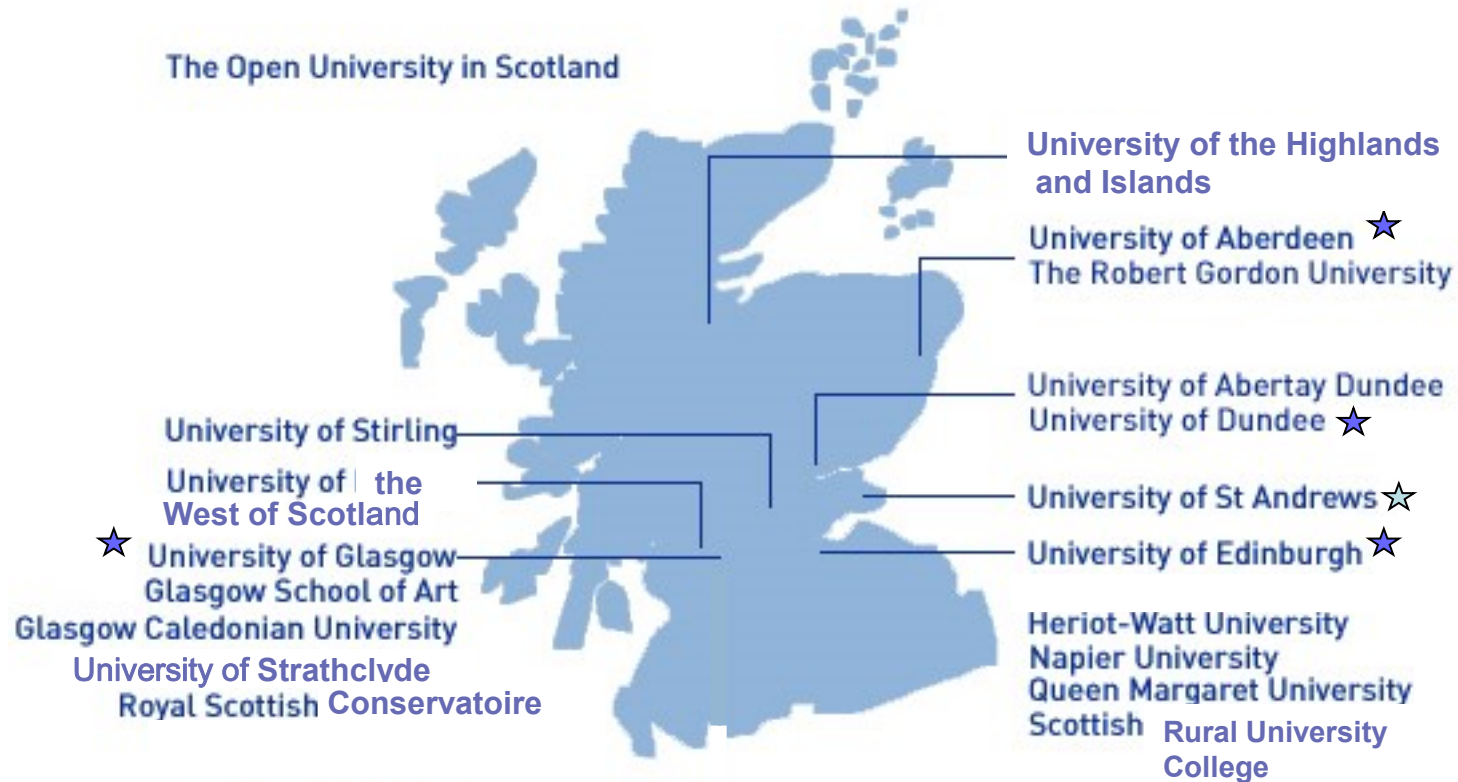 The Open University in Scotland
University of the Highlands
and Islands
University of Aberdeen
The Robert Gordon University
University of Abertay Dundee
University of Dundee
University of Stirling
University of the
West of Scotland
University of St Andrews
University of Glasgow
Glasgow School of Art
Glasgow Caledonian University
University of Strathclyde
Royal Scottish Conservatoire
University of Edinburgh
Heriot-Watt University
Napier University
Queen Margaret University
Scottish Rural University
College